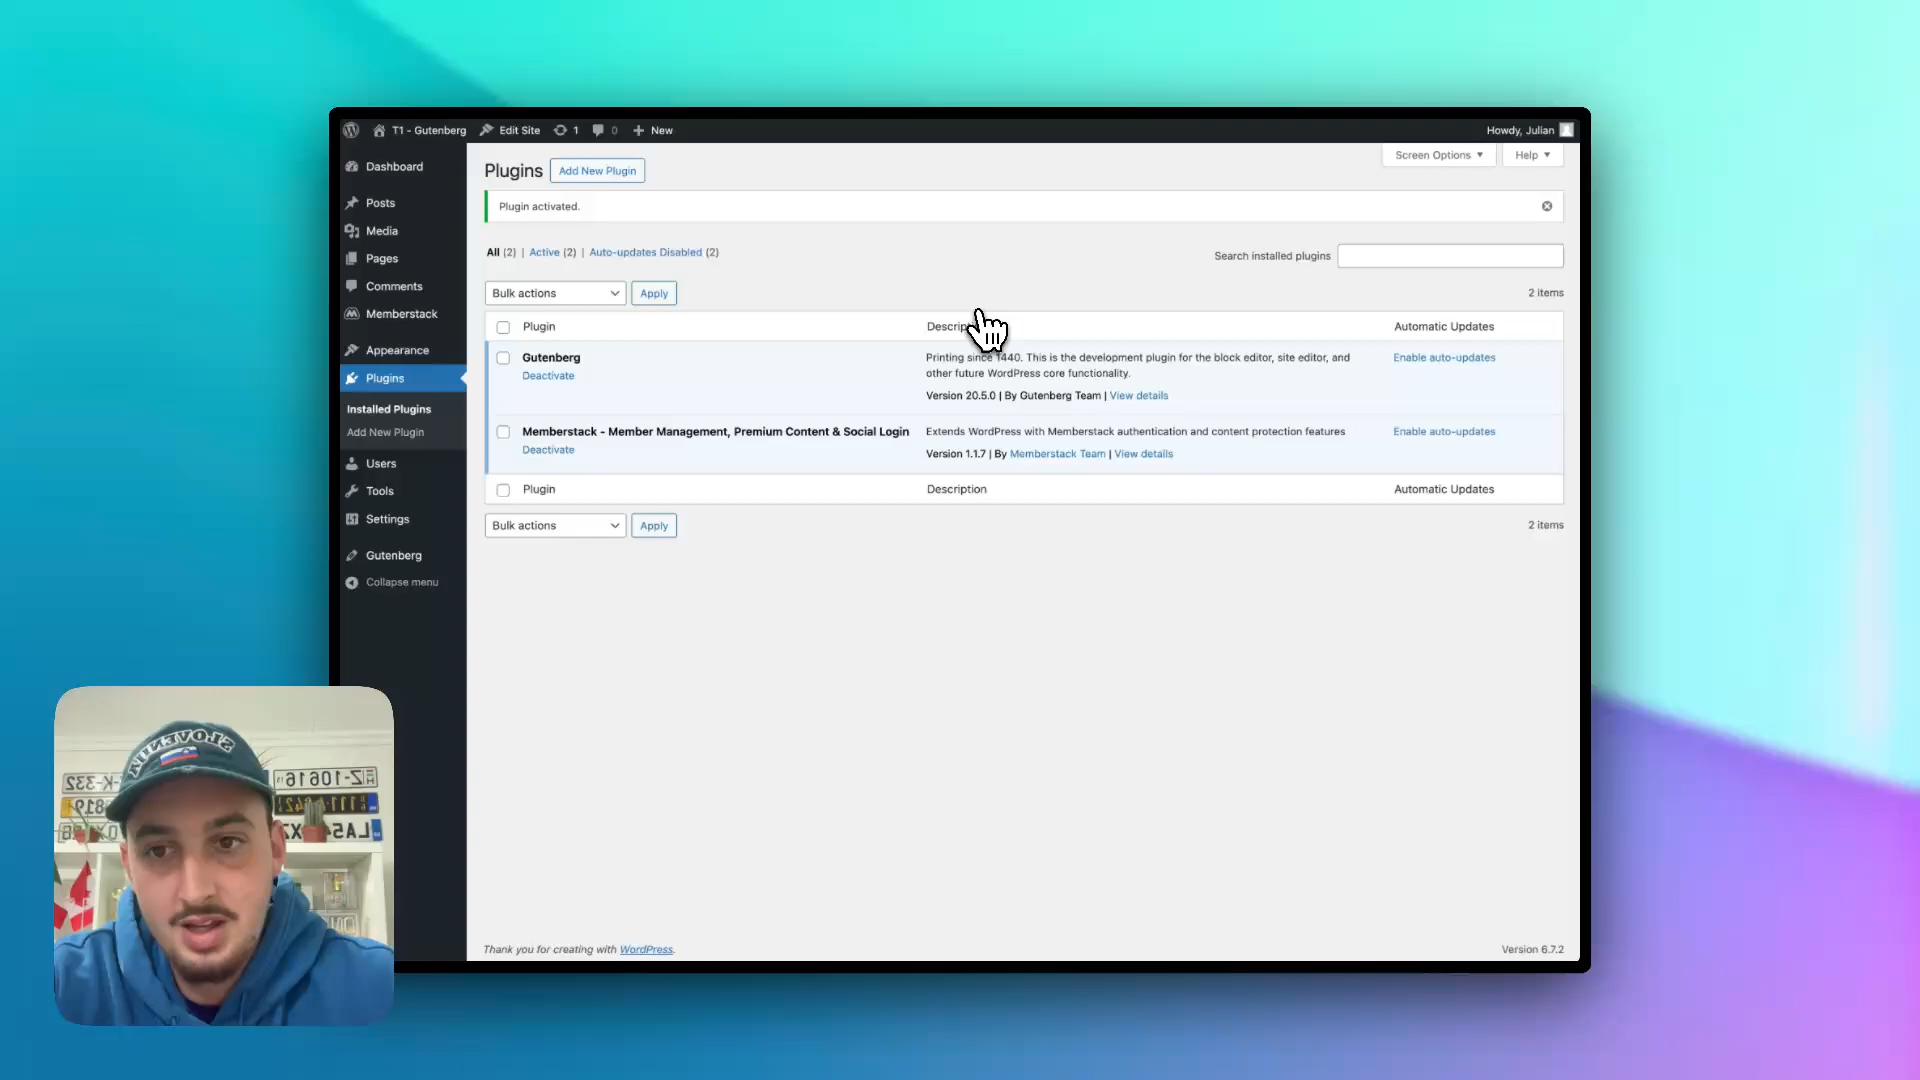 T1 - Gutenberg
Edit Site
1
0
New
Howdy, Julian
Dashboard
Posts
Media
Pages
Comments
Memberstack
Appearance
Plugins
Installed Plugins
Add New Plugin
Users
Tools
Settings
Gutenberg
Collapse menu
Screen Options
Help
Plugins
Add New Plugin
Plugin activated.
All (2) | Active (2) | Auto-updates Disabled (2)
Search installed plugins
Bulk actions
Apply
2 items
Plugin
Automatic Updates
Gutenberg
Deactivate
Printing since 1440. This is the development plugin for the block editor, site editor, and
other future WordPress core functionality.
Version 20.5.0 | By Gutenberg Team | View details
Enable auto-updates
Memberstack - Member Management, Premium Content & Social Login
Deactivate
Extends WordPress with Memberstack authentication and content protection features
Version 1.1.7 | By Memberstack Team | View details
Enable auto-updates
Plugin
Description
Automatic Updates
Bulk actions
Apply
2 items
Thank you for creating with WordPress.
Version 6.7.2
SLOVENIJA
K-332
Z-10616